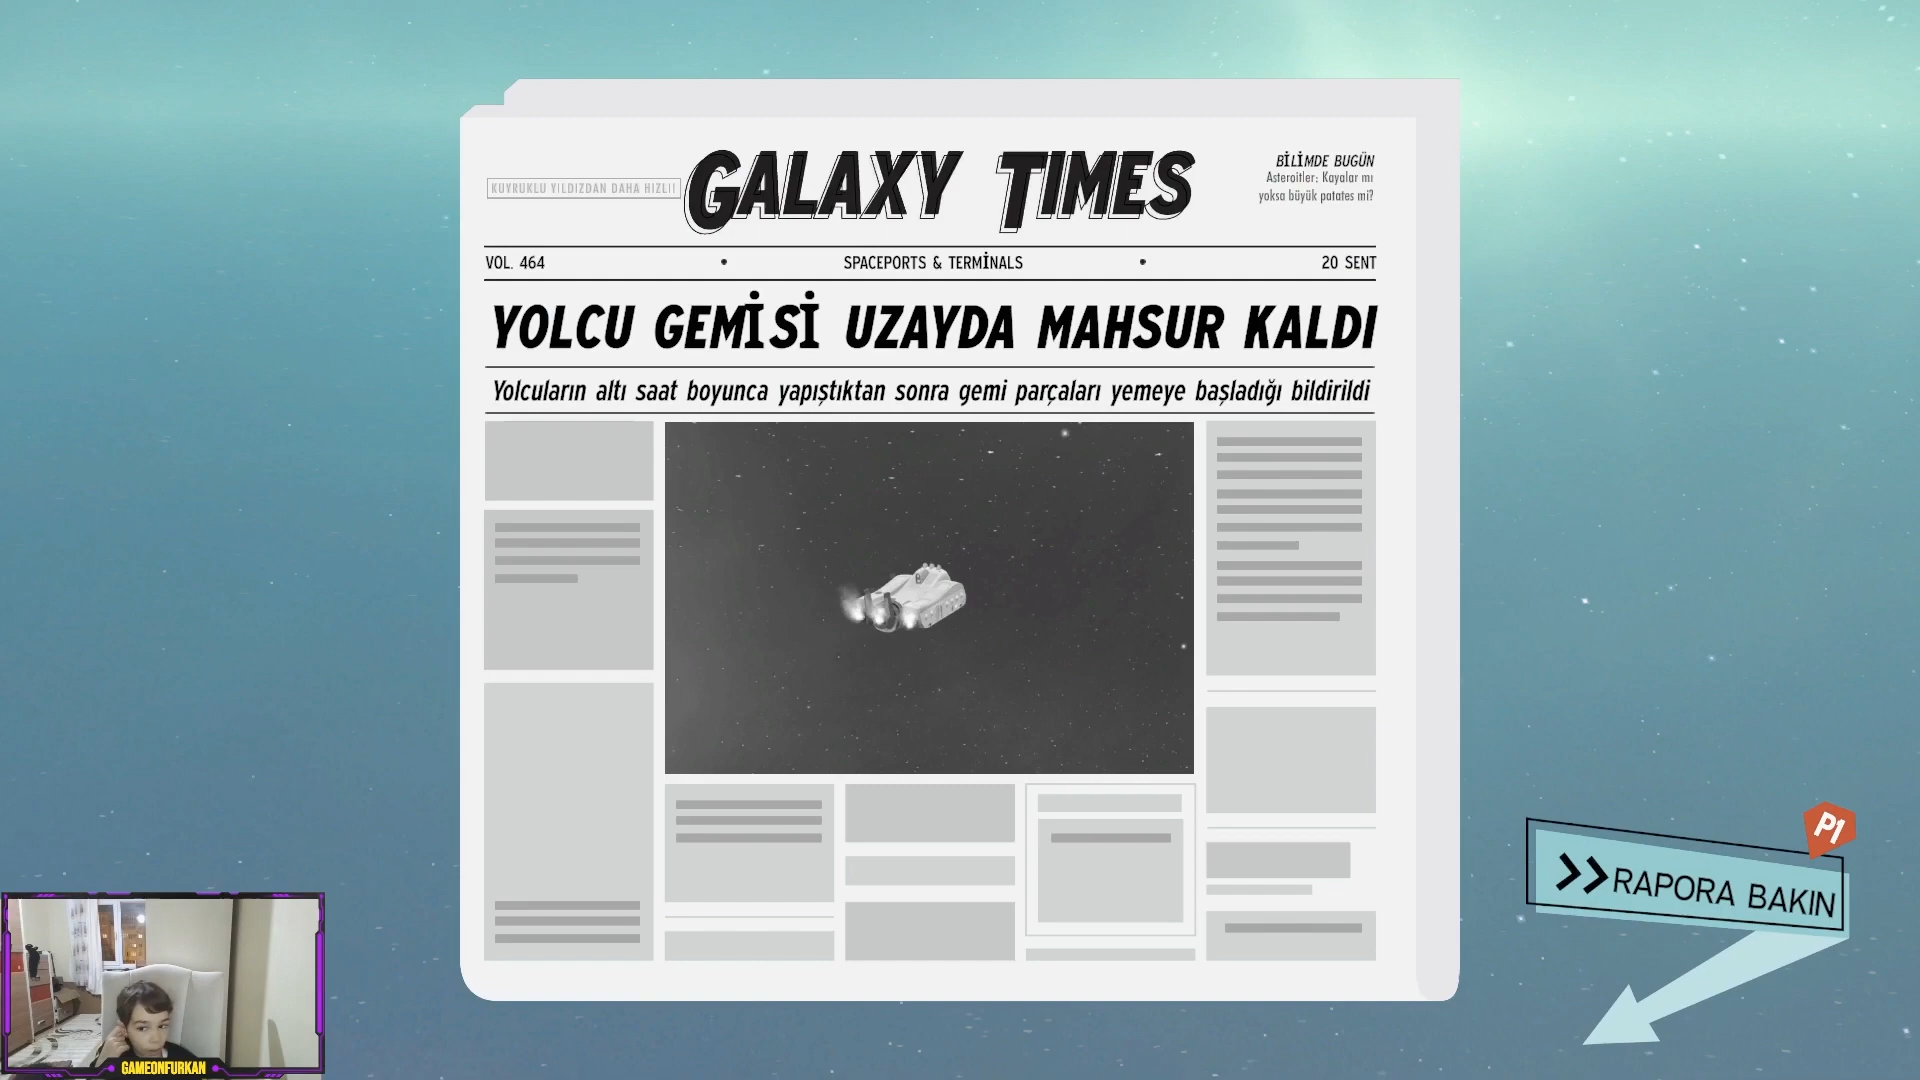 KUYRUKLU YILDIZDAN DAHA HIZLI!
GALAXY TIMES
BİLİMDE BUGÜN
Asteroitler: Kayalar mı
yoksa büyük patates mi?
VOL. 464 • SPACEPORTS & TERMİNALS • 20 SENT
YOLCU GEMİSİ UZAYDA MAHSUR KALDI
Yolcuların altı saat boyunca yapıştıktan sonra gemi parçaları yemeye başladığı bildirildi
P1
RAPORA BAKIN
GAMEONFURKAN